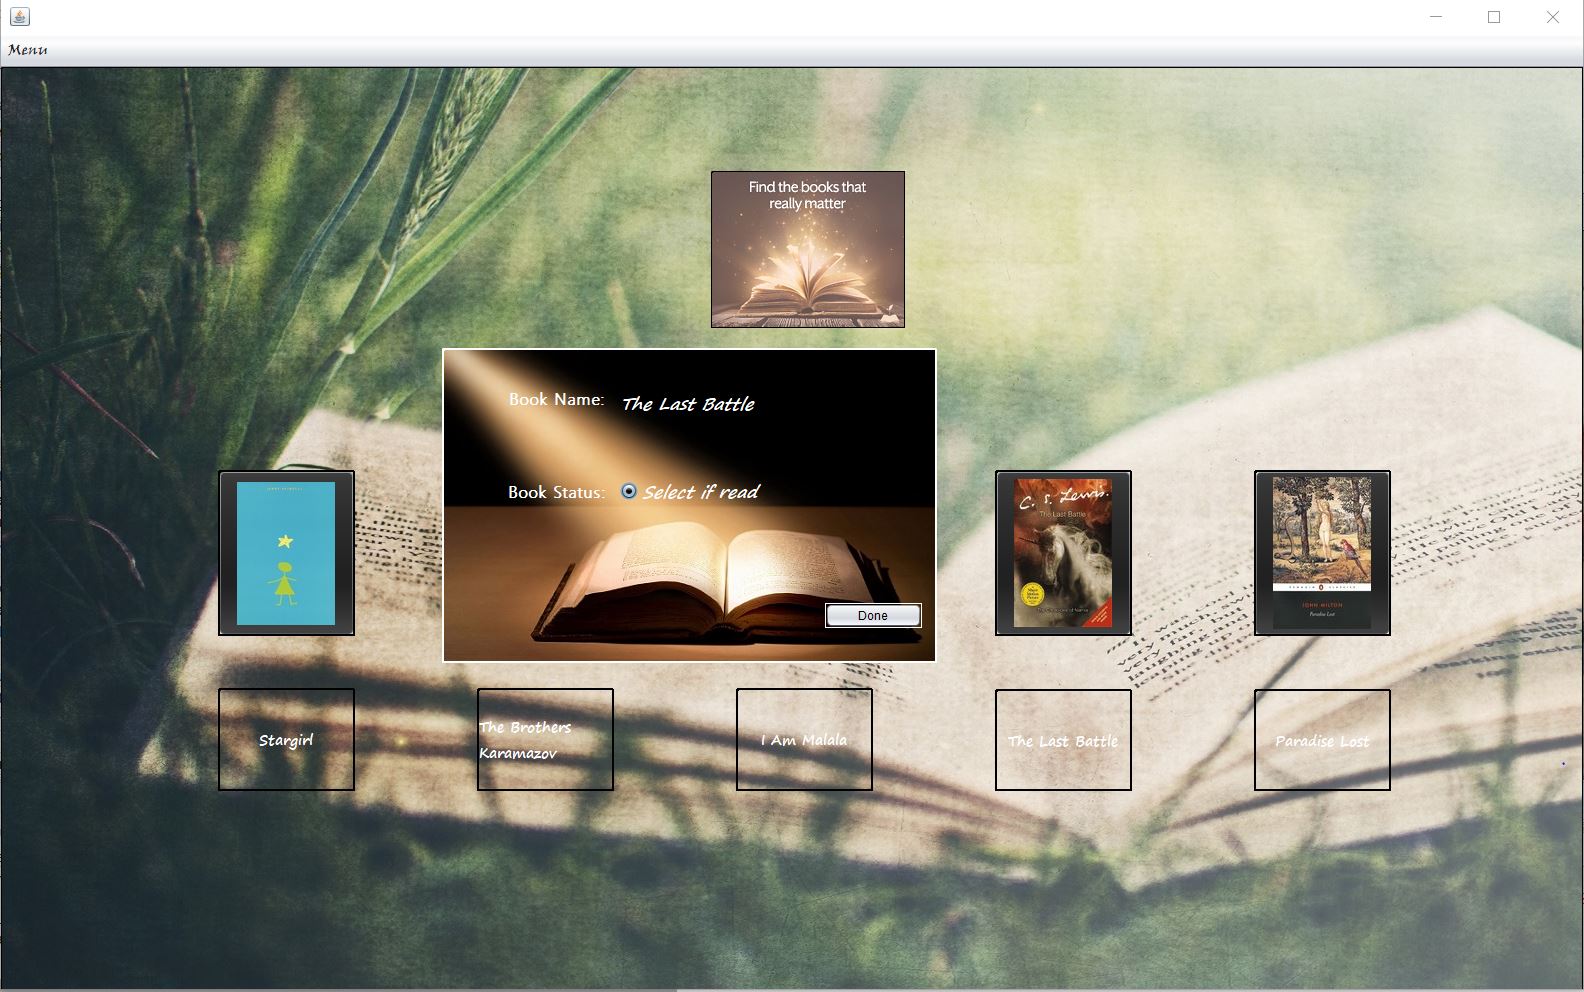 Menu
Find the books that
really matter
Book Name: The Last Battle
Book Status: Select if read
Done
C. S. Lewis.
The Last Battle
JOHN MILTON
Paradise Lost
Stargirl
The Brothers
Karamazov
I Am Malala
The Last Battle
Paradise Lost